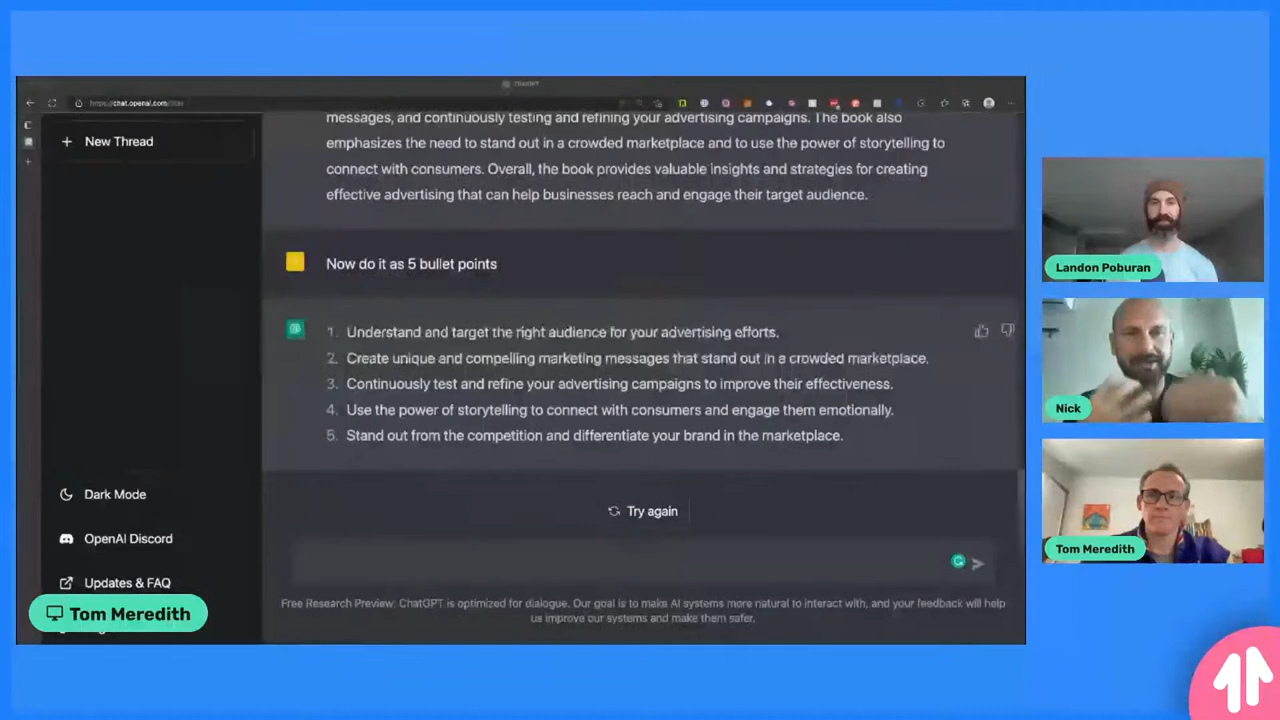 ChatGPT
https://chat.openai.com/chat
New Thread
messages, and continuously testing and refining your advertising campaigns. The book also
emphasizes the need to stand out in a crowded marketplace and to use the power of storytelling to
connect with consumers. Overall, the book provides valuable insights and strategies for creating
effective advertising that can help businesses reach and engage their target audience.
Now do it as 5 bullet points
1. Understand and target the right audience for your advertising efforts.
2. Create unique and compelling marketing messages that stand out in a crowded marketplace.
3. Continuously test and refine your advertising campaigns to improve their effectiveness.
4. Use the power of storytelling to connect with consumers and engage them emotionally.
5. Stand out from the competition and differentiate your brand in the marketplace.
Try again
Dark Mode
OpenAI Discord
Updates & FAQ
Tom Meredith
Free Research Preview: ChatGPT is optimized for dialogue. Our goal is to make AI systems more natural to interact with, and your feedback will help
us improve our systems and make them safer.
Landon Poburan
Nick
Tom Meredith